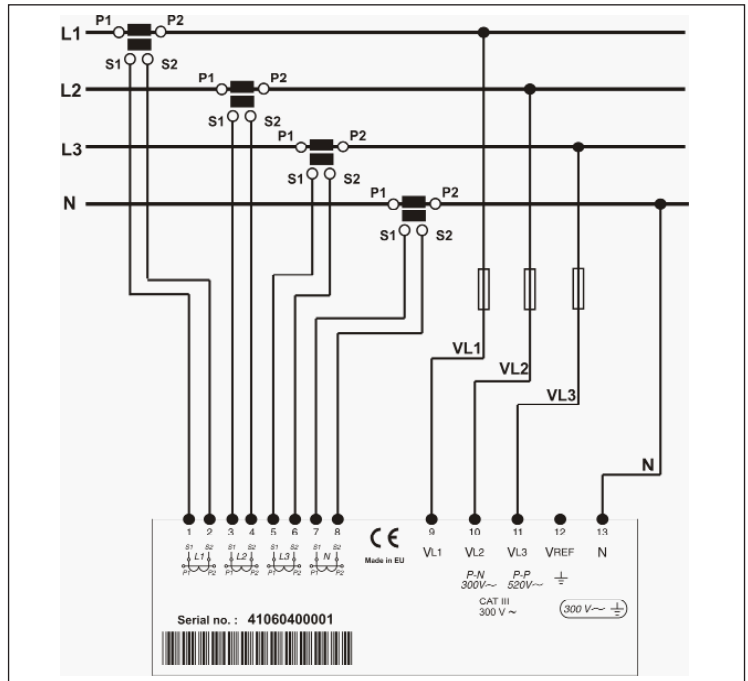 P1 P2
L1
S1 S2
P1 P2
L2
S1 S2
P1 P2
L3
S1 S2
P1 P2
N
S1 S2
VL1
VL2
VL3
N
1 2 3 4 5 6 7 8 9 10 11 12 13
S1 S2 S1 S2 S1 S2 S1 S2
L1 L2 L3 N
P1 P2 P1 P2 P1 P2 P1 P2
CE
Made in EU
VL1 VL2 VL3 VREF N
P-N P-P
300V~ 520V~
CAT III
300 V ~
300 V~
Serial no. : 41060400001